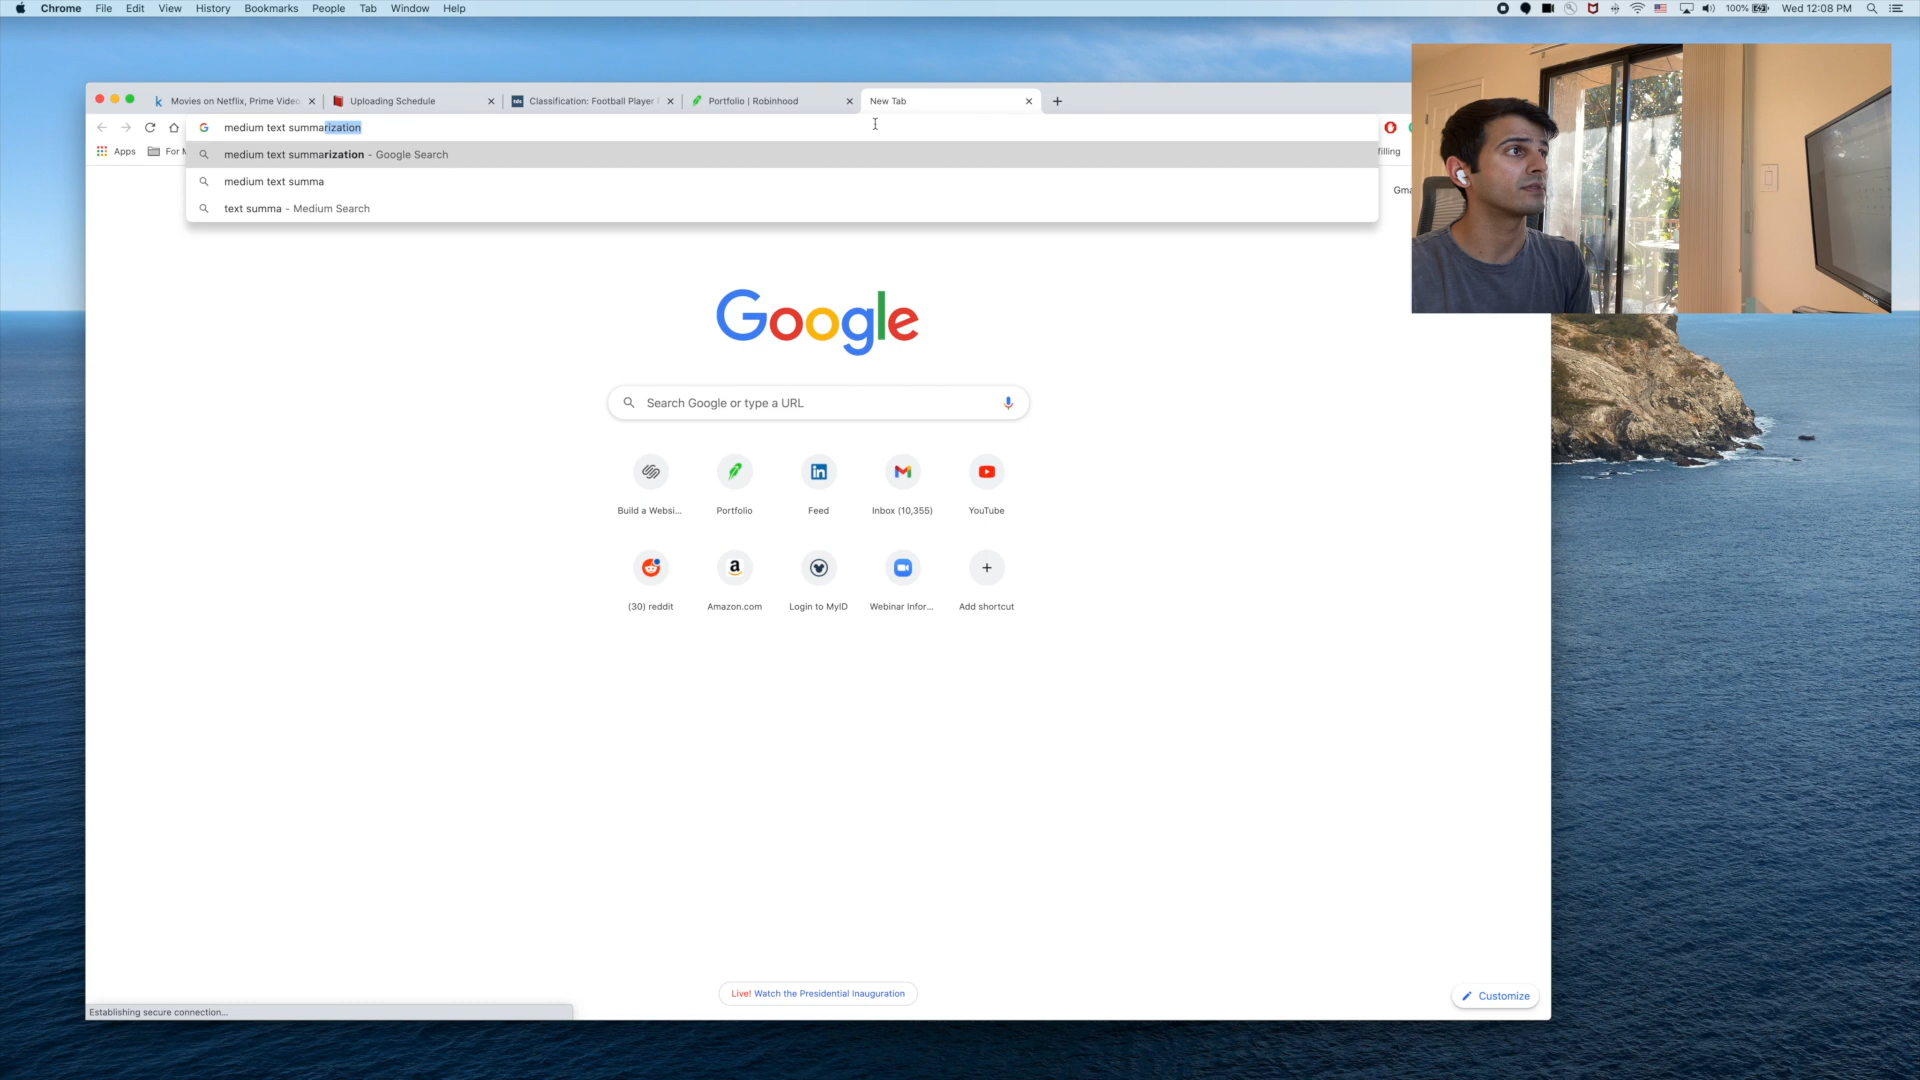 Chrome File Edit View History Bookmarks People Tab Window Help 100% Wed 12:08 PM
Movies on Netflix, Prime Video Uploading Schedule Classification: Football Player Portfolio | Robinhood New Tab
medium text summarization
Apps For filling
medium text summarization - Google Search
medium text summa
text summa - Medium Search
Google
Search Google or type a URL
Build a Websi... Portfolio Feed Inbox (10,355) YouTube
(30) reddit Amazon.com Login to MyID Webinar Infor... Add shortcut
Live! Watch the Presidential Inauguration
Customize
Establishing secure connection...